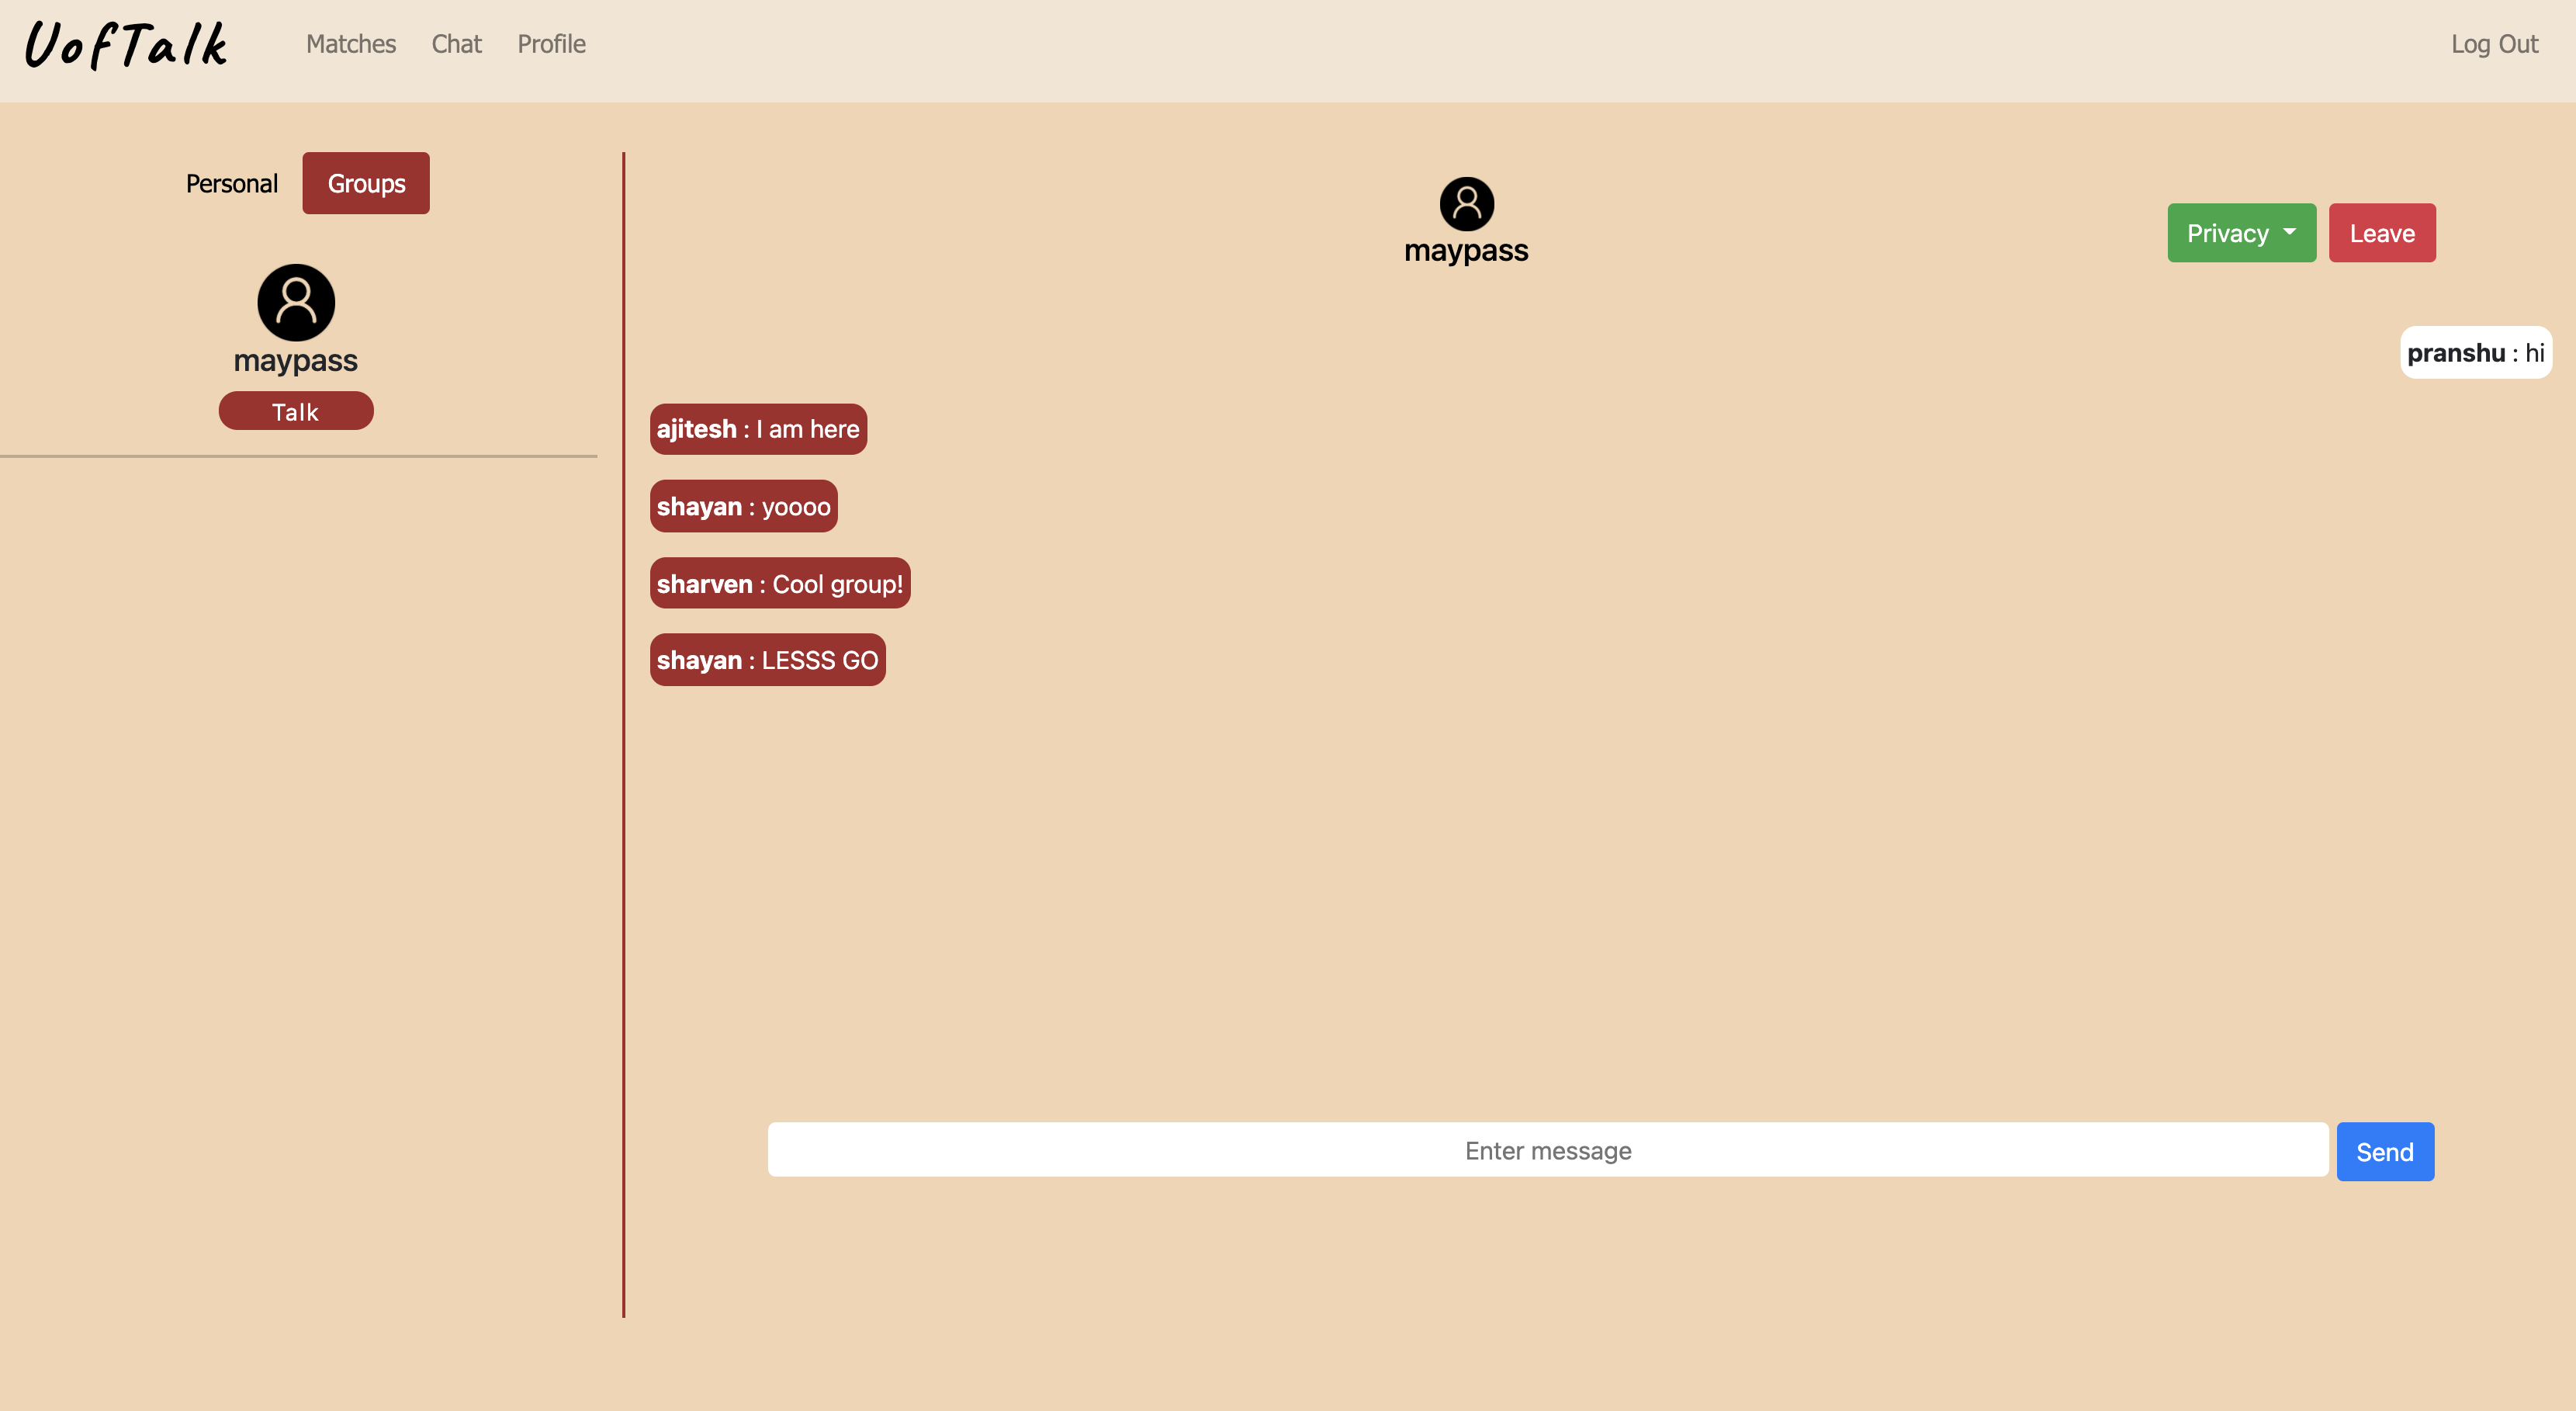 UofTalk Matches Chat Profile Log Out
Personal Groups
maypass
Talk
maypass
Privacy Leave
pranshu : hi
ajitesh : I am here
shayan : yoooo
sharven : Cool group!
shayan : LESSS GO
Enter message Send